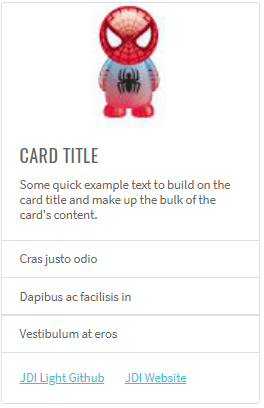 CARD TITLE
Some quick example text to build on the
card title and make up the bulk of the
card's content.
Cras justo odio
Dapibus ac facilisis in
Vestibulum at eros
JDI Light Github JDI Website